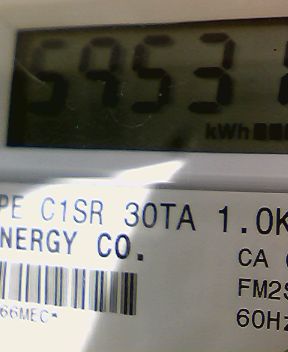 5953
kWh
PE C1SR 30TA 1.0K
NERGY CO.
CA
FM2S
66MEC*
60Hz